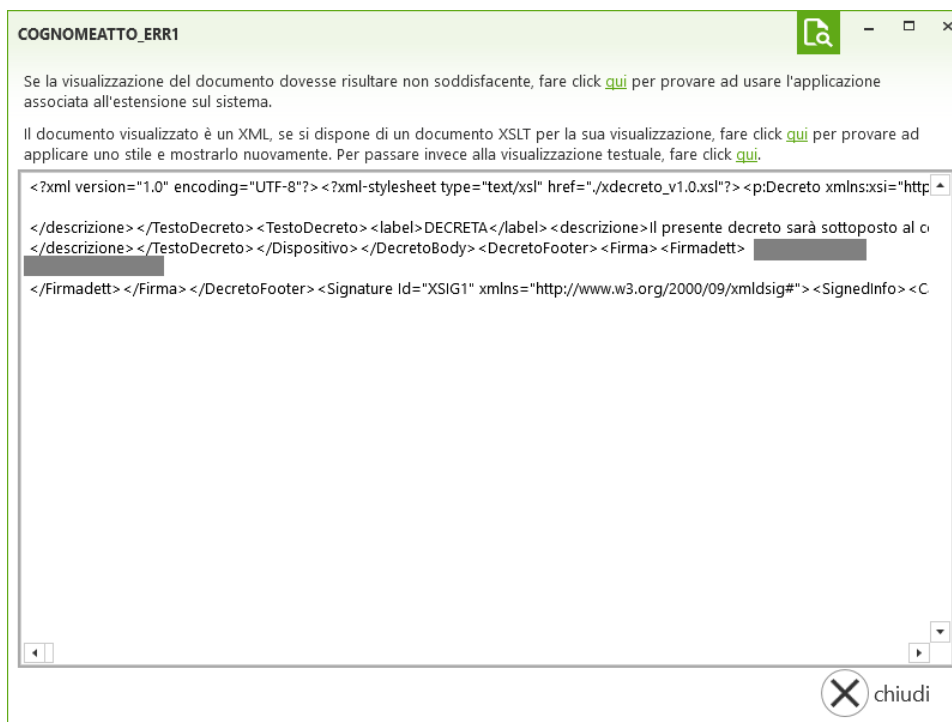 COGNOMEATTO_ERR1
Se la visualizzazione del documento dovesse risultare non soddisfacente, fare click qui per provare ad usare l'applicazione
associata all'estensione sul sistema.
Il documento visualizzato è un XML, se si dispone di un documento XSLT per la sua visualizzazione, fare click qui per provare ad
applicare uno stile e mostrarlo nuovamente. Per passare invece alla visualizzazione testuale, fare click qui.
<?xml version="1.0" encoding="UTF-8"?><?xml-stylesheet type="text/xsl" href="./xdecreto_v1.0.xsl"?><p:Decreto xmlns:xsi="http
</descrizione></TestoDecreto><TestoDecreto><label>DECRETA</label><descrizione>Il presente decreto sarà sottoposto al
</descrizione></TestoDecreto></Dispositivo></DecretoBody><DecretoFooter><Firma><Firmadett>
</Firmadett></Firma></DecretoFooter><Signature Id="XSIG1" xmlns="http://www.w3.org/2000/09/xmldsig#"><SignedInfo><C
chiudi